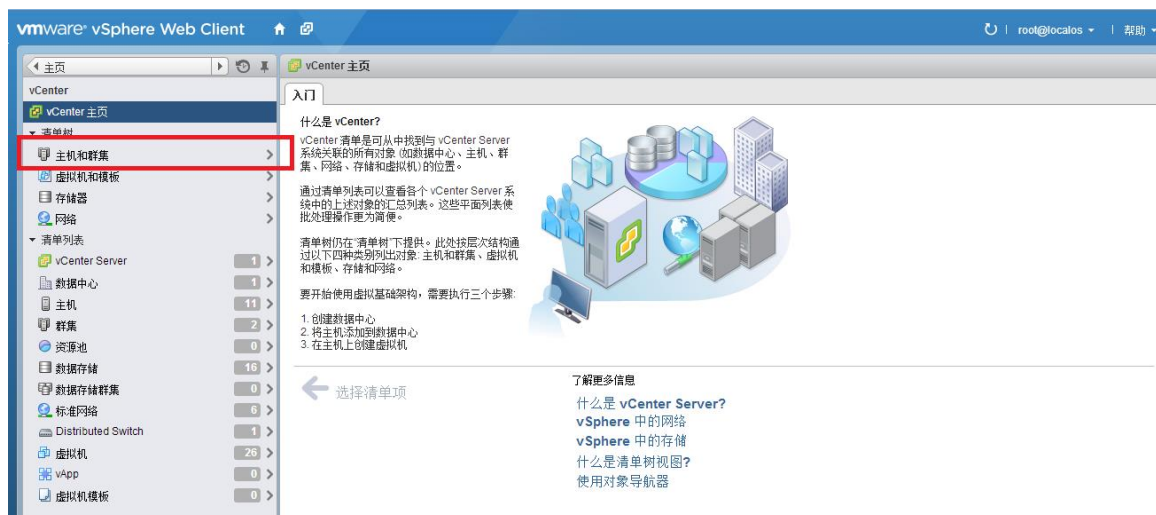 vmware® vSphere Web Client
root@localos
帮助
主页
vCenter 主页
vCenter
入门
vCenter 主页
清单树
主机和群集
虚拟机和模板
存储器
网络
清单列表
vCenter Server 1
数据中心 1
主机 11
群集 2
资源池 0
数据存储 16
数据存储群集 0
标准网络 6
Distributed Switch 1
虚拟机 26
vApp 0
虚拟机模板 0
什么是 vCenter?
vCenter 清单是可从中找到与 vCenter Server
系统关联的所有对象 (如数据中心、主机、群
集、网络、存储和虚拟机) 的位置。
通过清单列表可以查看各个 vCenter Server 系
统中的上述对象的汇总列表。这些平面列表使
批处理操作更为简便。
清单树仍在“清单树”下提供。此处按层次结构通
过以下四种类别列出对象: 主机和群集、虚拟机
和模板、存储和网络。
要开始使用虚拟基础架构，需要执行三个步骤:
1. 创建数据中心
2. 将主机添加到数据中心
3. 在主机上创建虚拟机
选择清单项
了解更多信息
什么是 vCenter Server?
vSphere 中的网络
vSphere 中的存储
什么是清单树视图?
使用对象导航器